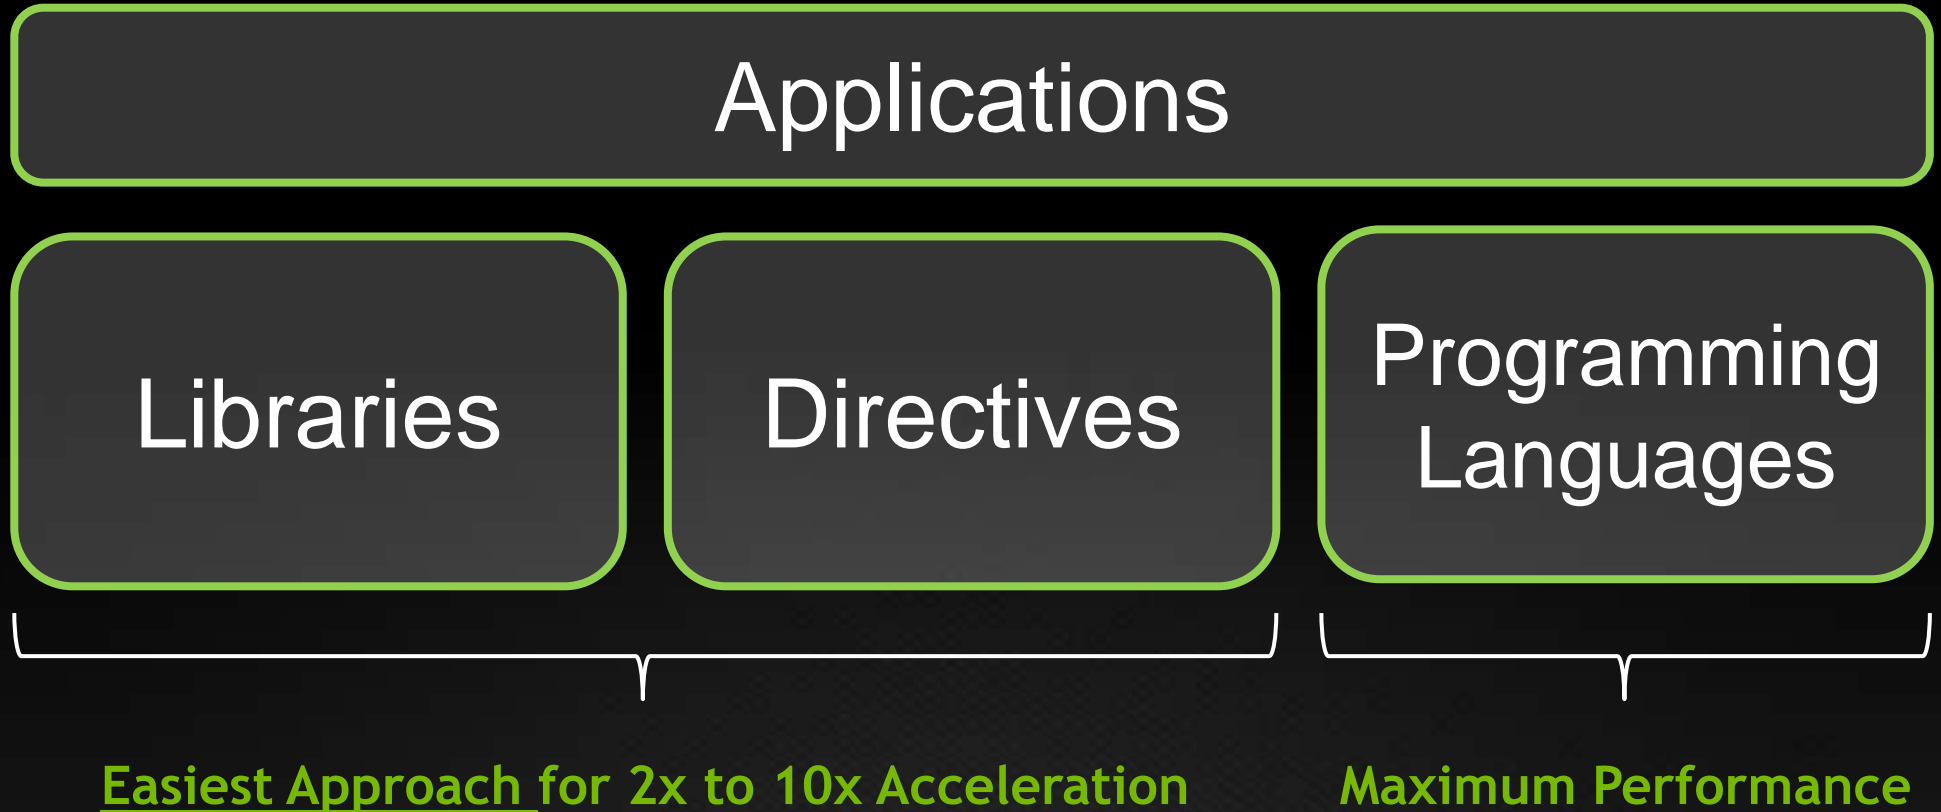 Applications
Libraries
Directives
Programming
Languages
Easiest Approach for 2x to 10x Acceleration
Maximum Performance